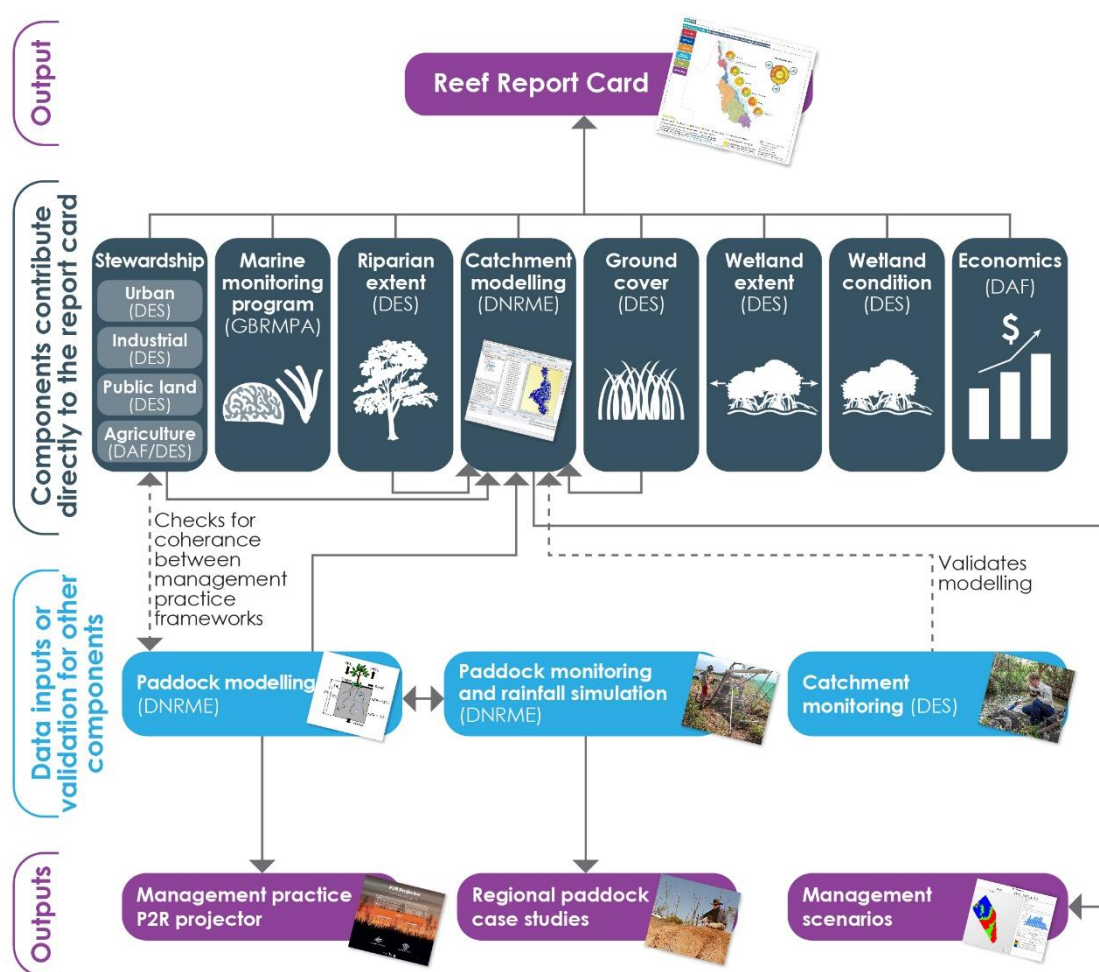 Output
Reef Report Card
Components contribute
directly to the report card
Stewardship
Urban
(DES)
Industrial
(DES)
Public land
(DES)
Agriculture
(DAF/DES)
Marine
monitoring
program
(GBRMPA)
Riparian
extent
(DES)
Catchment
modelling
(DNRME)
Ground
cover
(DES)
Wetland
extent
(DES)
Wetland
condition
(DES)
Economics
(DAF)
$
Checks for
coherance
between
management
practice
frameworks
Validates
modelling
Data inputs or
validation for other
components
Paddock modelling
(DNRME)
Paddock monitoring
and rainfall simulation
(DNRME)
Catchment
monitoring (DES)
Outputs
Management practice
P2R projector
P2R Projector
Regional paddock
case studies
Management
scenarios